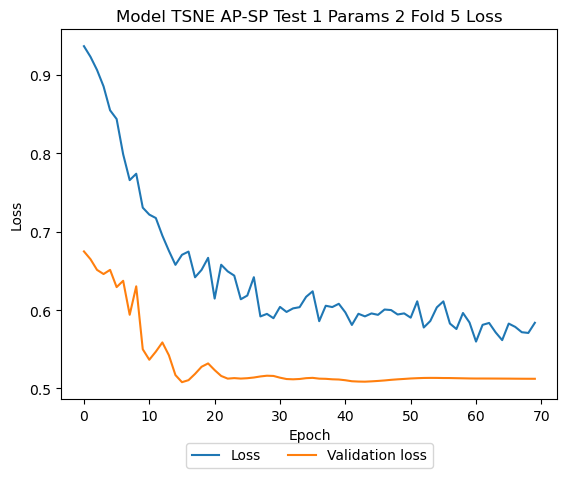 Model TSNE AP-SP Test 1 Params 2 Fold 5 Loss
0.9
0.8
0.7
0.6
0.5
Loss
0 10 20 30 40 50 60 70
Epoch
Loss Validation loss